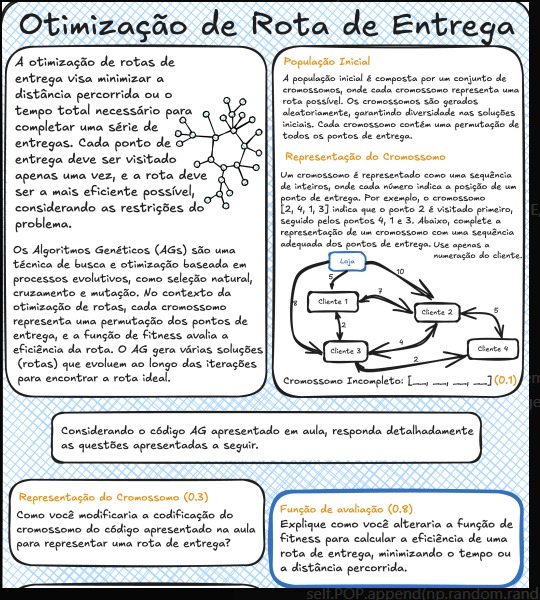 Otimização de Rota de Entrega
A otimização de rotas de
entrega visa minimizar a
distância percorrida ou o
tempo total necessário para
completar uma série de
entregas. Cada ponto de
entrega deve ser visitado
apenas uma vez, e a rota deve
ser a mais eficiente possível,
considerando as restrições do
problema.
Os Algoritmos Genéticos (AGs) são uma
técnica de busca e otimização baseada em
processos evolutivos, como seleção natural,
cruzamento e mutação. No contexto da
otimização de rotas, cada cromossomo
representa uma permutação dos pontos de
entrega, e a função de fitness avalia a
eficiência da rota. O AG gera várias soluções
(rotas) que evoluem ao longo das iterações
para encontrar a rota ideal.
População Inicial
A população inicial é composta por um conjunto de
cromossomos, onde cada cromossomo representa uma
rota possível. Os cromossomos são gerados
aleatoriamente, garantindo diversidade nas soluções
iniciais. Cada cromossomo contém uma permutação de
todos os pontos de entrega.
Representação do Cromossomo
Um cromossomo é representado como uma sequência
de inteiros, onde cada número indica a posição de um
ponto de entrega. Por exemplo, o cromossomo
[2, 4, 1, 3] indica que o ponto 2 é visitado primeiro,
seguido pelos pontos 4, 1 e 3. Abaixo, complete a
representação de um cromossomo com uma sequência
adequada dos pontos de entrega. Use apenas a
numeração do cliente.
Loja
5
10
8
Cliente 1
7
Cliente 2
5
2
4
Cliente 3
Cliente 4
2
Cromossomo Incompleto: [__, __, __, __] (0.1)
Considerando o código AG apresentado em aula, responda detalhadamente
as questões apresentadas a seguir.
Representação do Cromossomo (0.3)
Como você modificaria a codificação do
cromossomo do código apresentado na aula
para representar uma rota de entrega?
Função de avaliação (0.8)
Explique como você alteraria a função de
fitness para calcular a eficiência de uma
rota de entrega, minimizando o tempo ou
a distância percorrida.
self.POP.append(np.random.rand